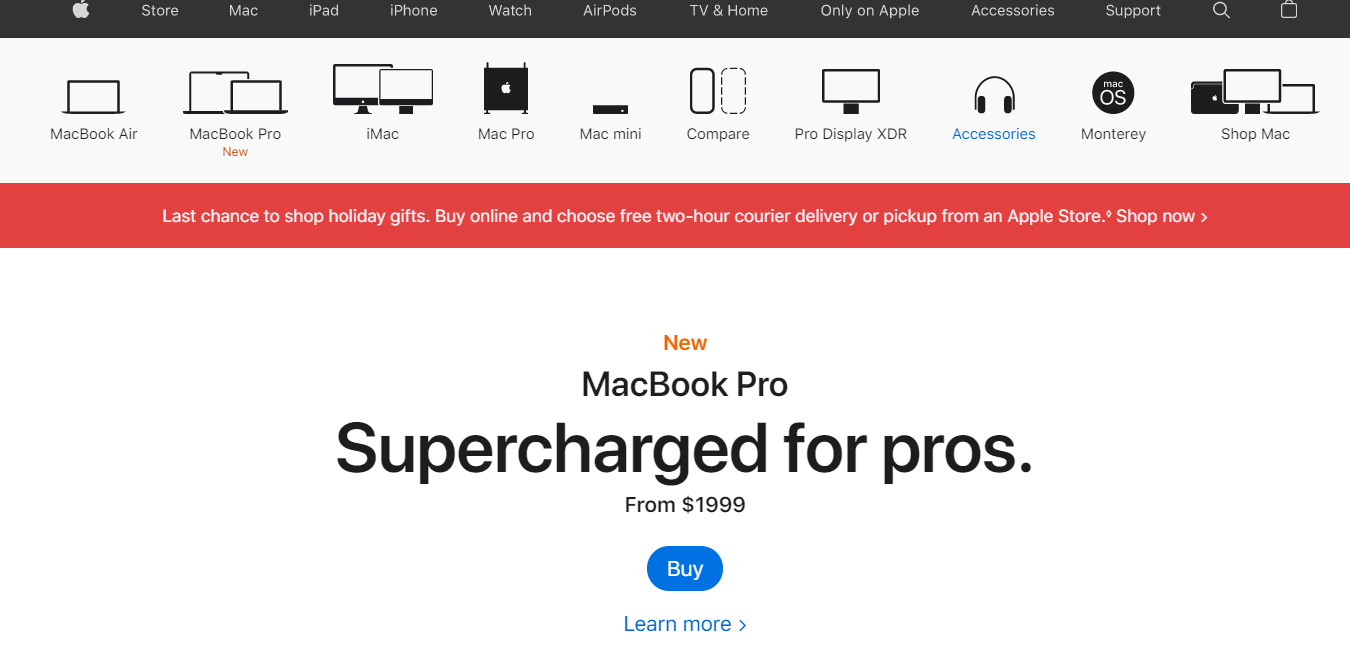 Store Mac iPad iPhone Watch AirPods TV & Home Only on Apple Accessories Support
mac
OS
MacBook Air MacBook Pro iMac Mac Pro Mac mini Compare Pro Display XDR Accessories Monterey Shop Mac
New
Last chance to shop holiday gifts. Buy online and choose free two-hour courier delivery or pickup from an Apple Store.◊ Shop now >
New
MacBook Pro
Supercharged for pros.
From $1999
Buy
Learn more >